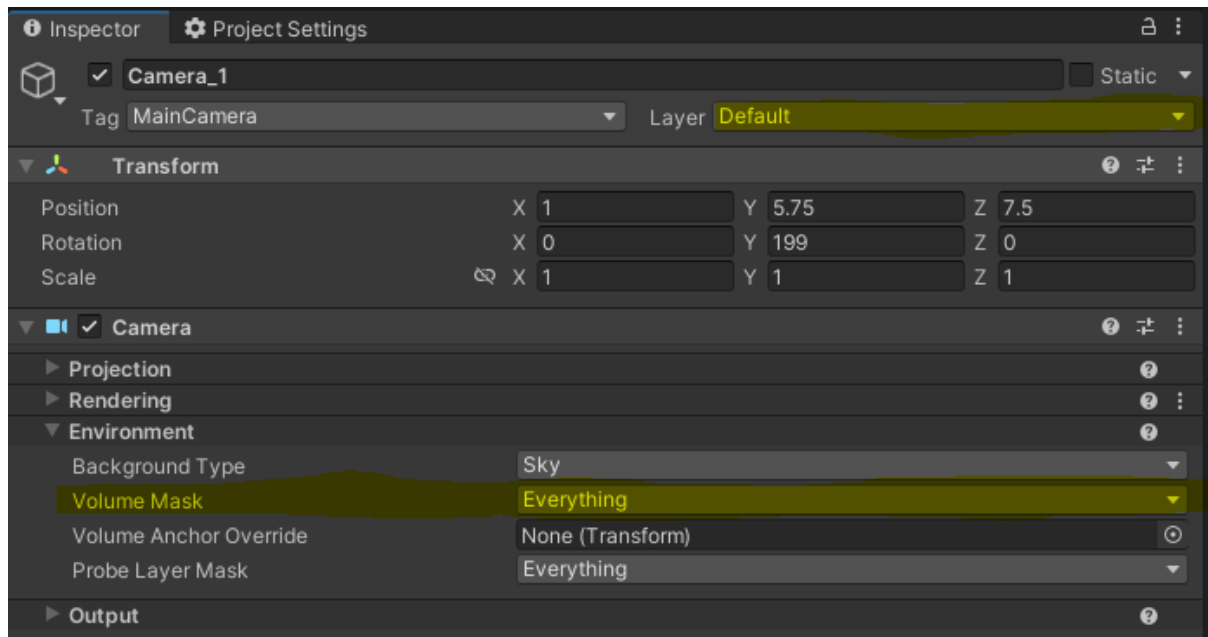 Inspector Project Settings
Camera_1 Static
Tag MainCamera Layer Default
Transform
Position X 1 Y 5.75 Z 7.5
Rotation X 0 Y 199 Z 0
Scale X 1 Y 1 Z 1
Camera
Projection
Rendering
Environment
Background Type Sky
Volume Mask Everything
Volume Anchor Override None (Transform)
Probe Layer Mask Everything
Output